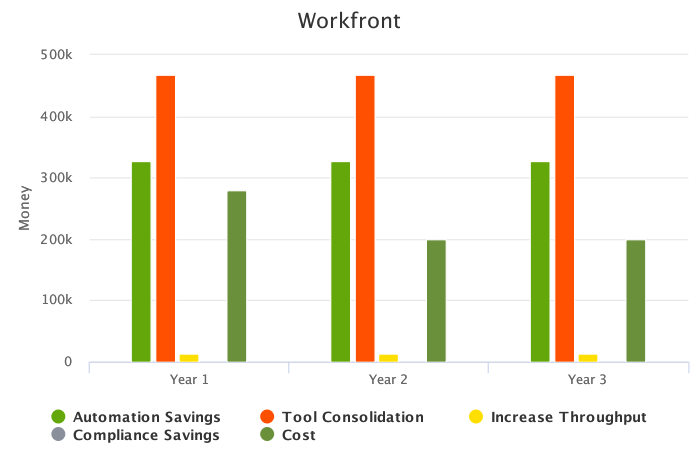 Workfront
500k
400k
300k
200k
100k
0
Money
Year 1
Year 2
Year 3
Automation Savings
Tool Consolidation
Increase Throughput
Compliance Savings
Cost